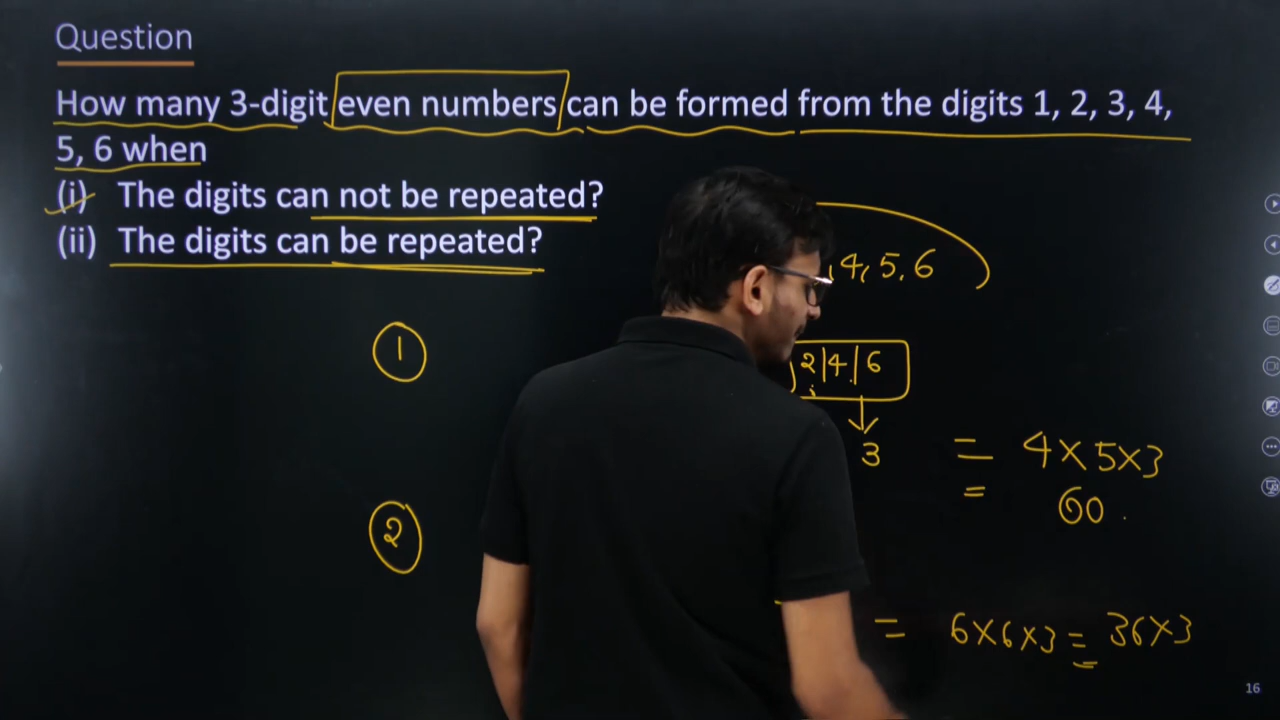 Question
How many 3-digit even numbers can be formed from the digits 1, 2, 3, 4,
5, 6 when
(i) The digits can not be repeated?
(ii) The digits can be repeated?
, 4, 5, 6
1
2 | 4 | 6
3
= 4 × 5 × 3
= 60
2
= 6 × 6 × 3 = 36 × 3
16